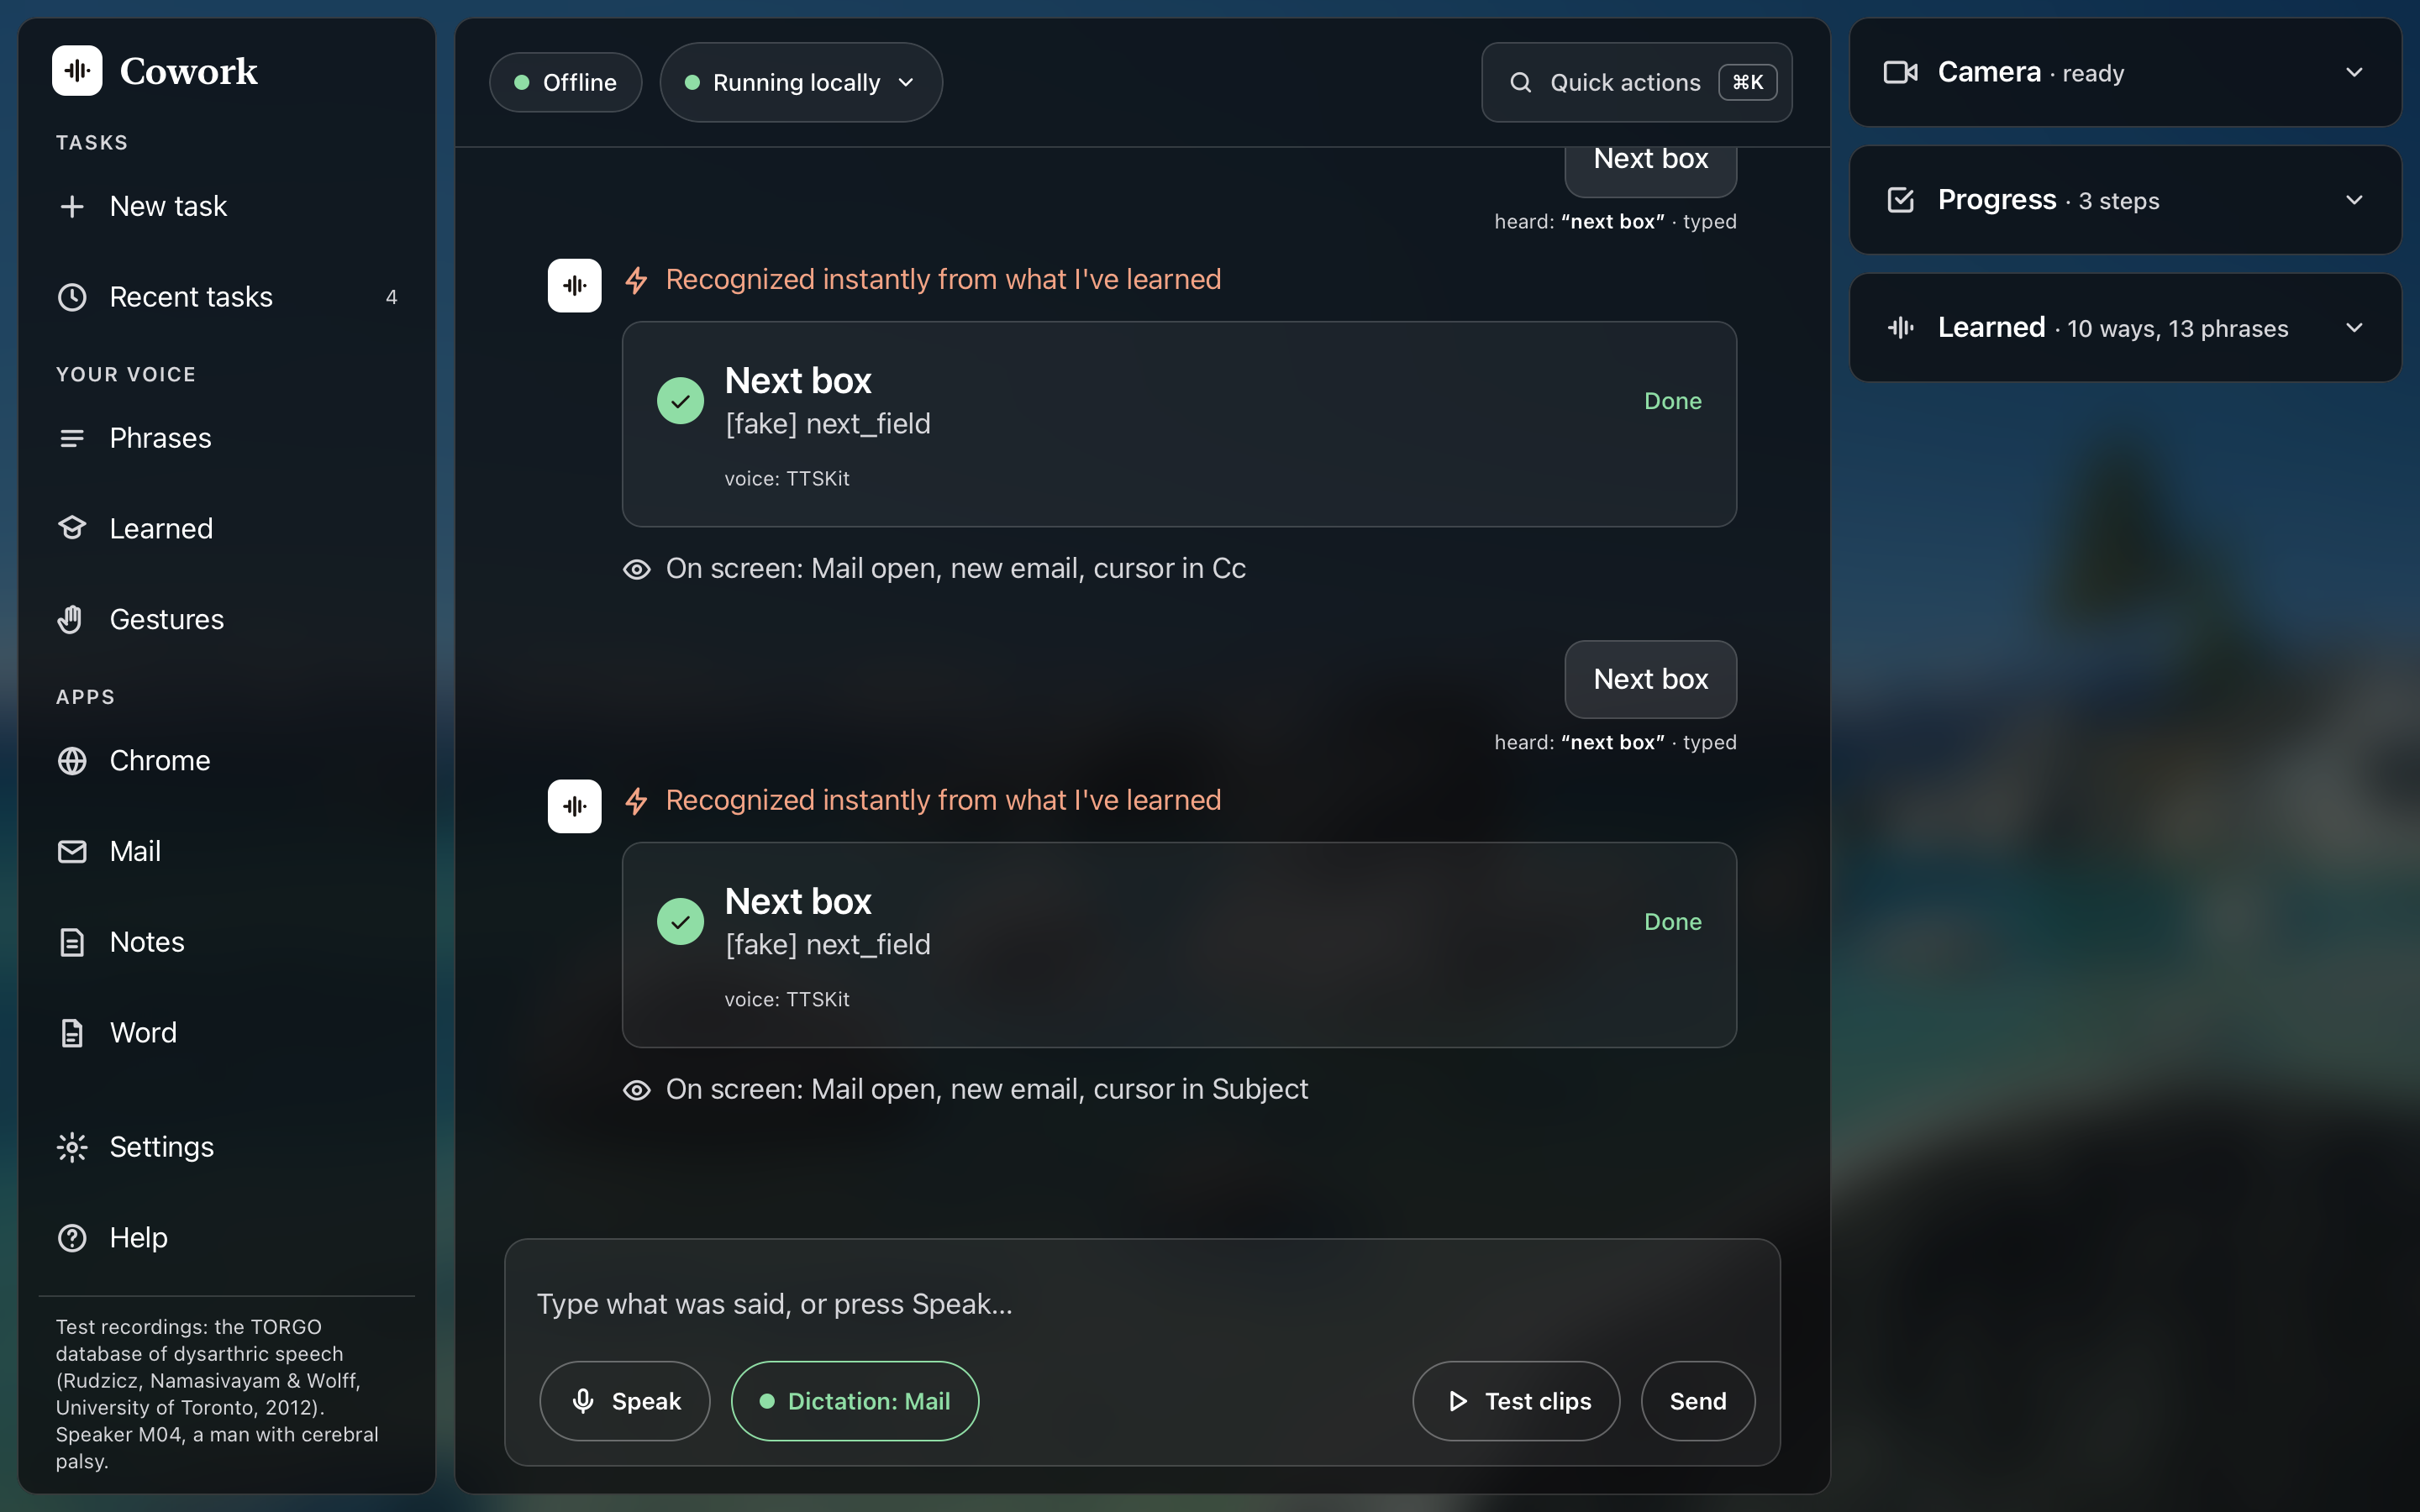 Cowork
TASKS
New task
Recent tasks 4
YOUR VOICE
Phrases
Learned
Gestures
APPS
Chrome
Mail
Notes
Word
Settings
Help
Test recordings: the TORGO
database of dysarthric speech
(Rudzicz, Namasivayam & Wolff,
University of Toronto, 2012).
Speaker M04, a man with cerebral
palsy.
Offline
Running locally
Quick actions ⌘K
Next box
heard: “next box” · typed
Recognized instantly from what I've learned
Next box
[fake] next_field
Done
voice: TTSKit
On screen: Mail open, new email, cursor in Cc
Next box
heard: “next box” · typed
Recognized instantly from what I've learned
Next box
[fake] next_field
Done
voice: TTSKit
On screen: Mail open, new email, cursor in Subject
Type what was said, or press Speak...
Speak
Dictation: Mail
Test clips
Send
Camera · ready
Progress · 3 steps
Learned · 10 ways, 13 phrases